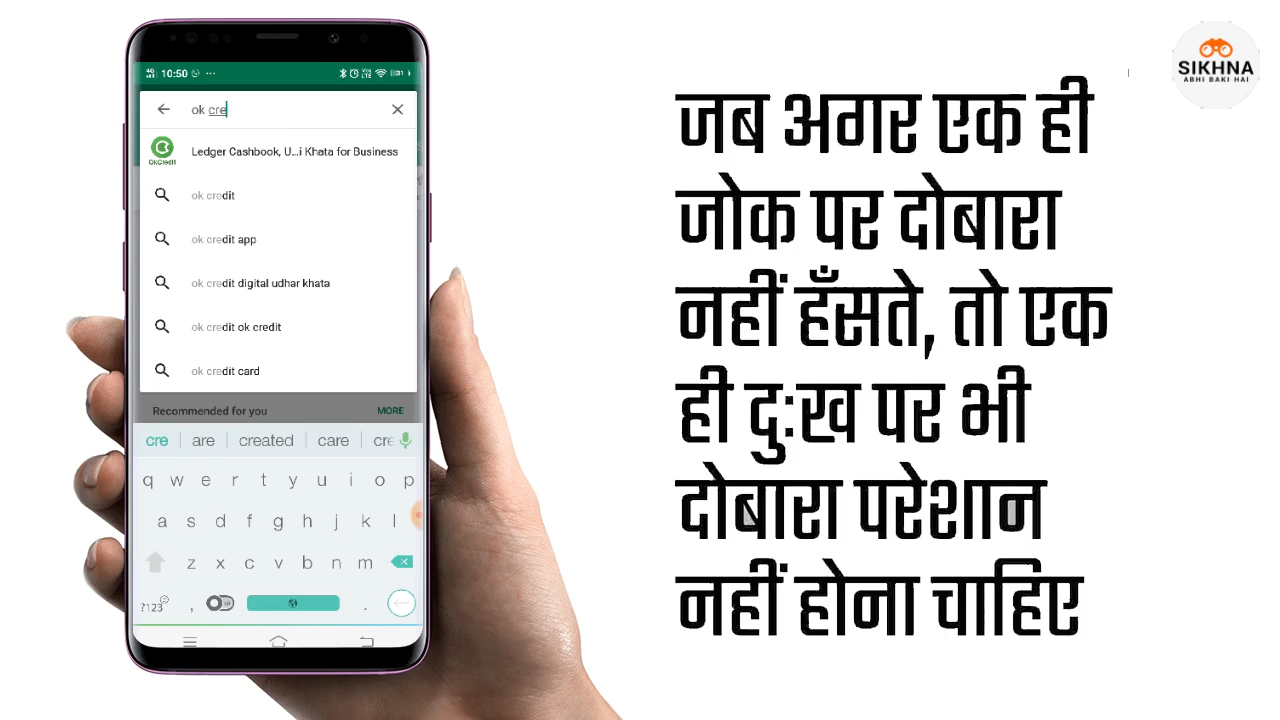 10:50
ok cre
Ledger Cashbook, U...i Khata for Business
OkCredit
ok credit
ok credit app
ok credit digital udhar khata
ok credit ok credit
ok credit card
Recommended for you MORE
cre are created care cre
q w e r t y u i o p
a s d f g h j k l
z x c v b n m
?123 , .
SIKHNA
ABHI BAKI HAI
जब अगर एक ही
जोक पर दोबारा
नहीं हँसते, तो एक
ही दुःख पर भी
दोबारा परेशान
नहीं होना चाहिए